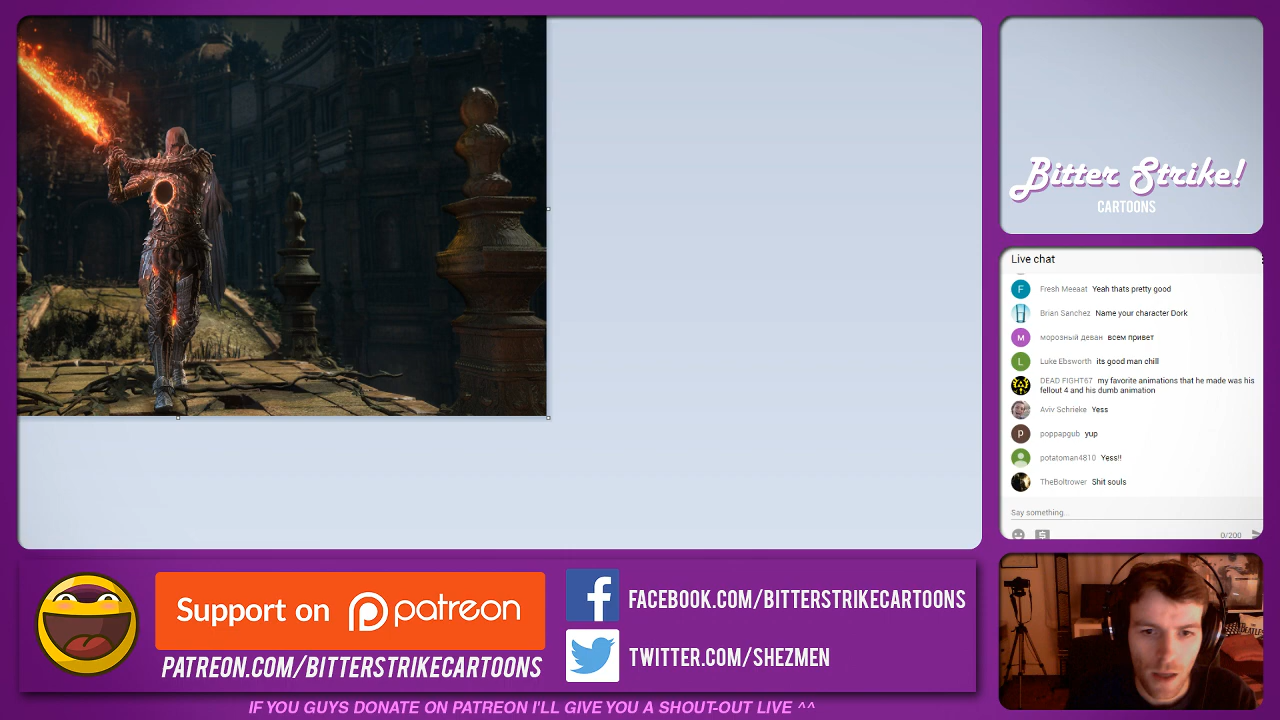 Bitter Strike!
CARTOONS
Live chat
F Fresh Meeaat Yeah thats pretty good
Brian Sanchez Name your character Dork
М морозный деван всем привет
L Luke Ebsworth its good man chill
DEAD FIGHT67 my favorite animations that he made was his
fellout 4 and his dumb animation
Aviv Schrieke Yess
p poppapgub yup
potatoman4810 Yess!!
TheBoltrower Shit souls
Say something...
0/200
Support on patreon
PATREON.COM/BITTERSTRIKECARTOONS
f FACEBOOK.COM/BITTERSTRIKECARTOONS
TWITTER.COM/SHEZMEN
IF YOU GUYS DONATE ON PATREON I'LL GIVE YOU A SHOUT-OUT LIVE ^^